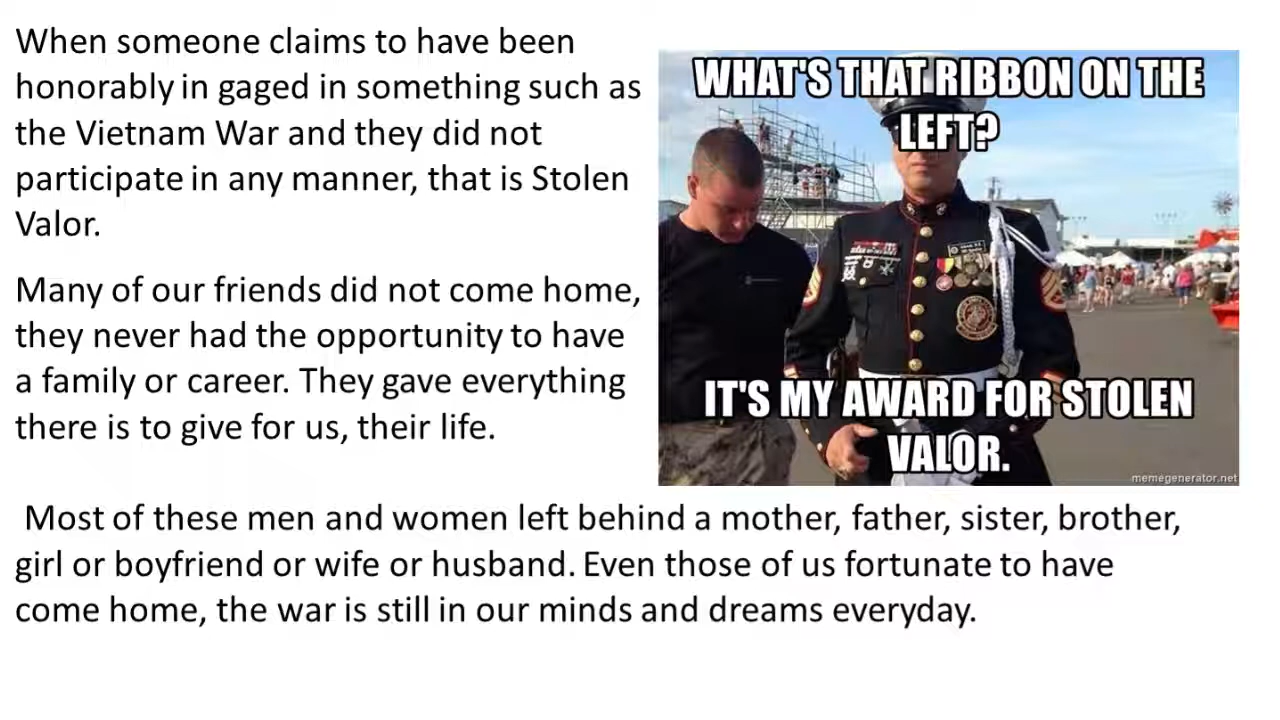 When someone claims to have been
honorably in gaged in something such as
the Vietnam War and they did not
participate in any manner, that is Stolen
Valor.
Many of our friends did not come home,
they never had the opportunity to have
a family or career. They gave everything
there is to give for us, their life.
WHAT'S THAT RIBBON ON THE
LEFT?
IT'S MY AWARD FOR STOLEN
VALOR.
memegenerator.net
Most of these men and women left behind a mother, father, sister, brother,
girl or boyfriend or wife or husband. Even those of us fortunate to have
come home, the war is still in our minds and dreams everyday.